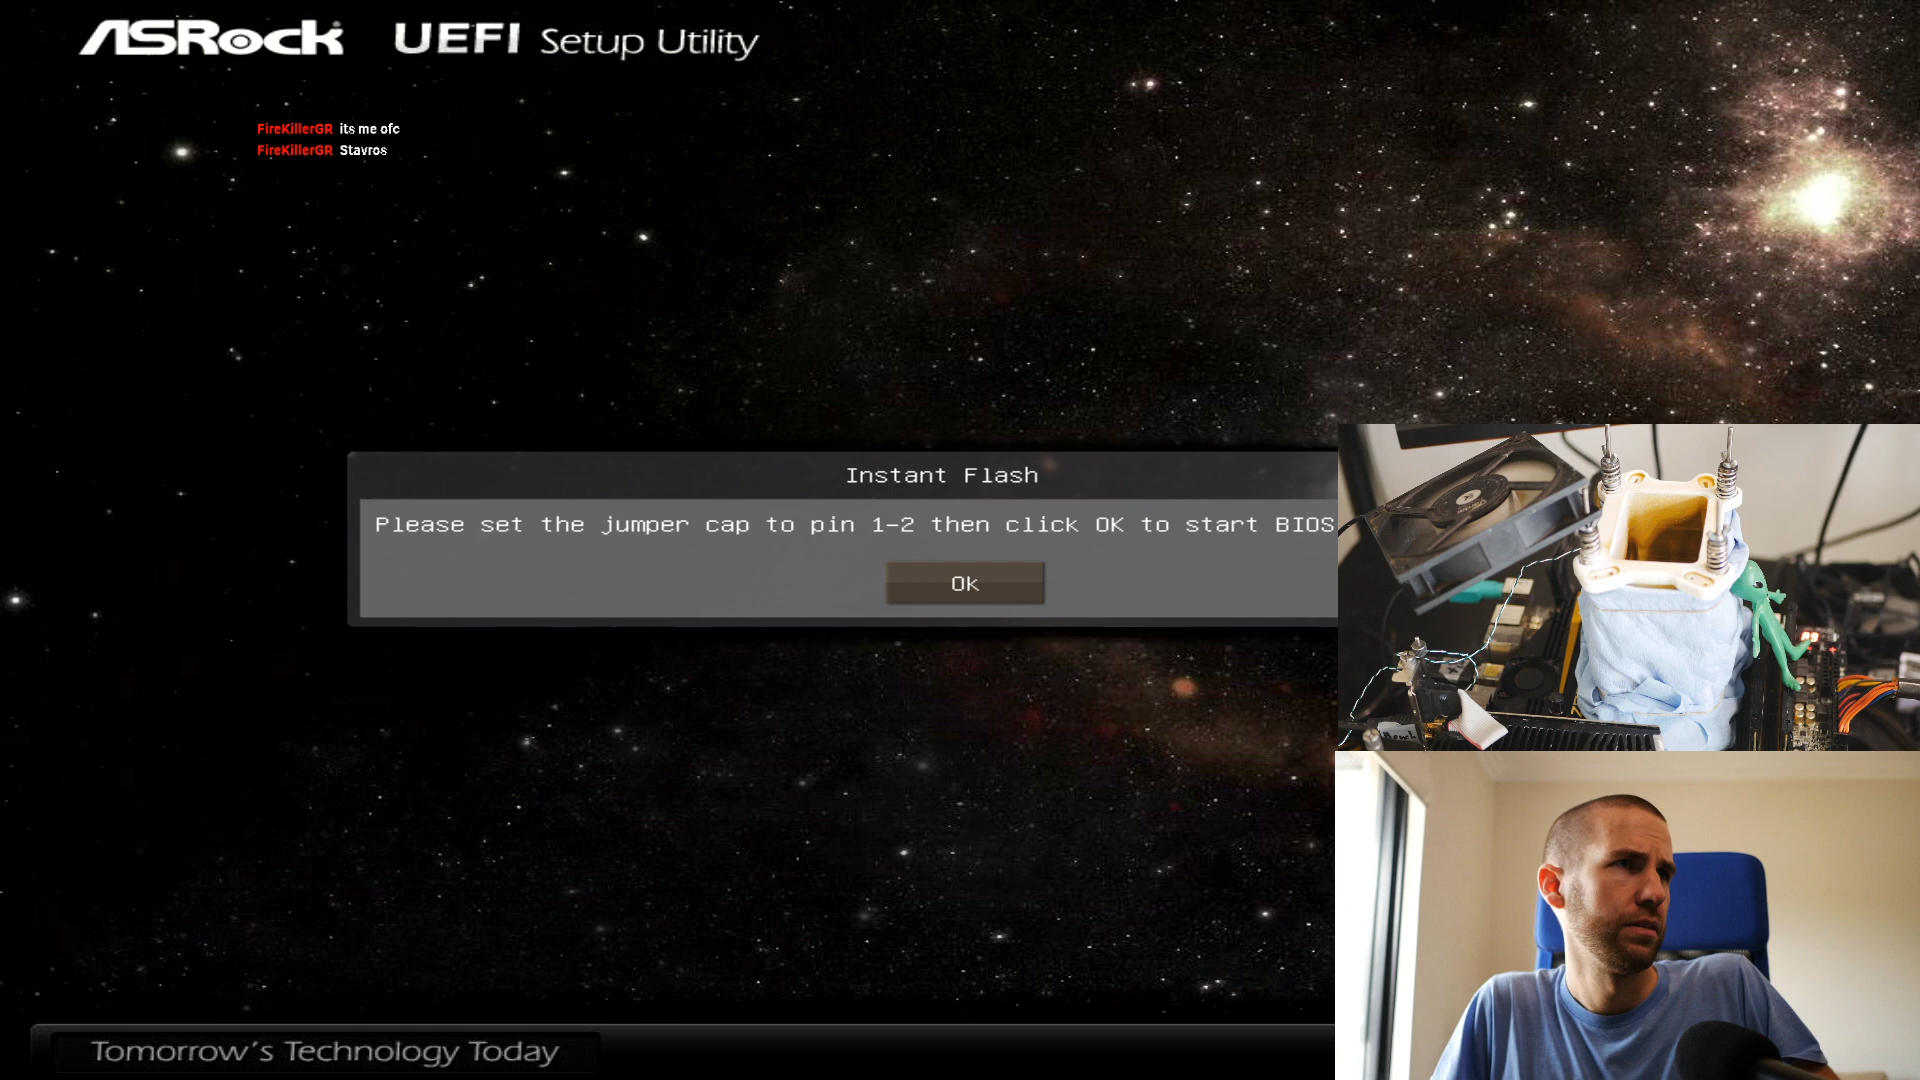 ASRock UEFI Setup Utility
FireKillerGR its me ofc
FireKillerGR Stavros
Instant Flash
Please set the jumper cap to pin 1-2 then click OK to start BIOS
Ok
Tomorrow's Technology Today